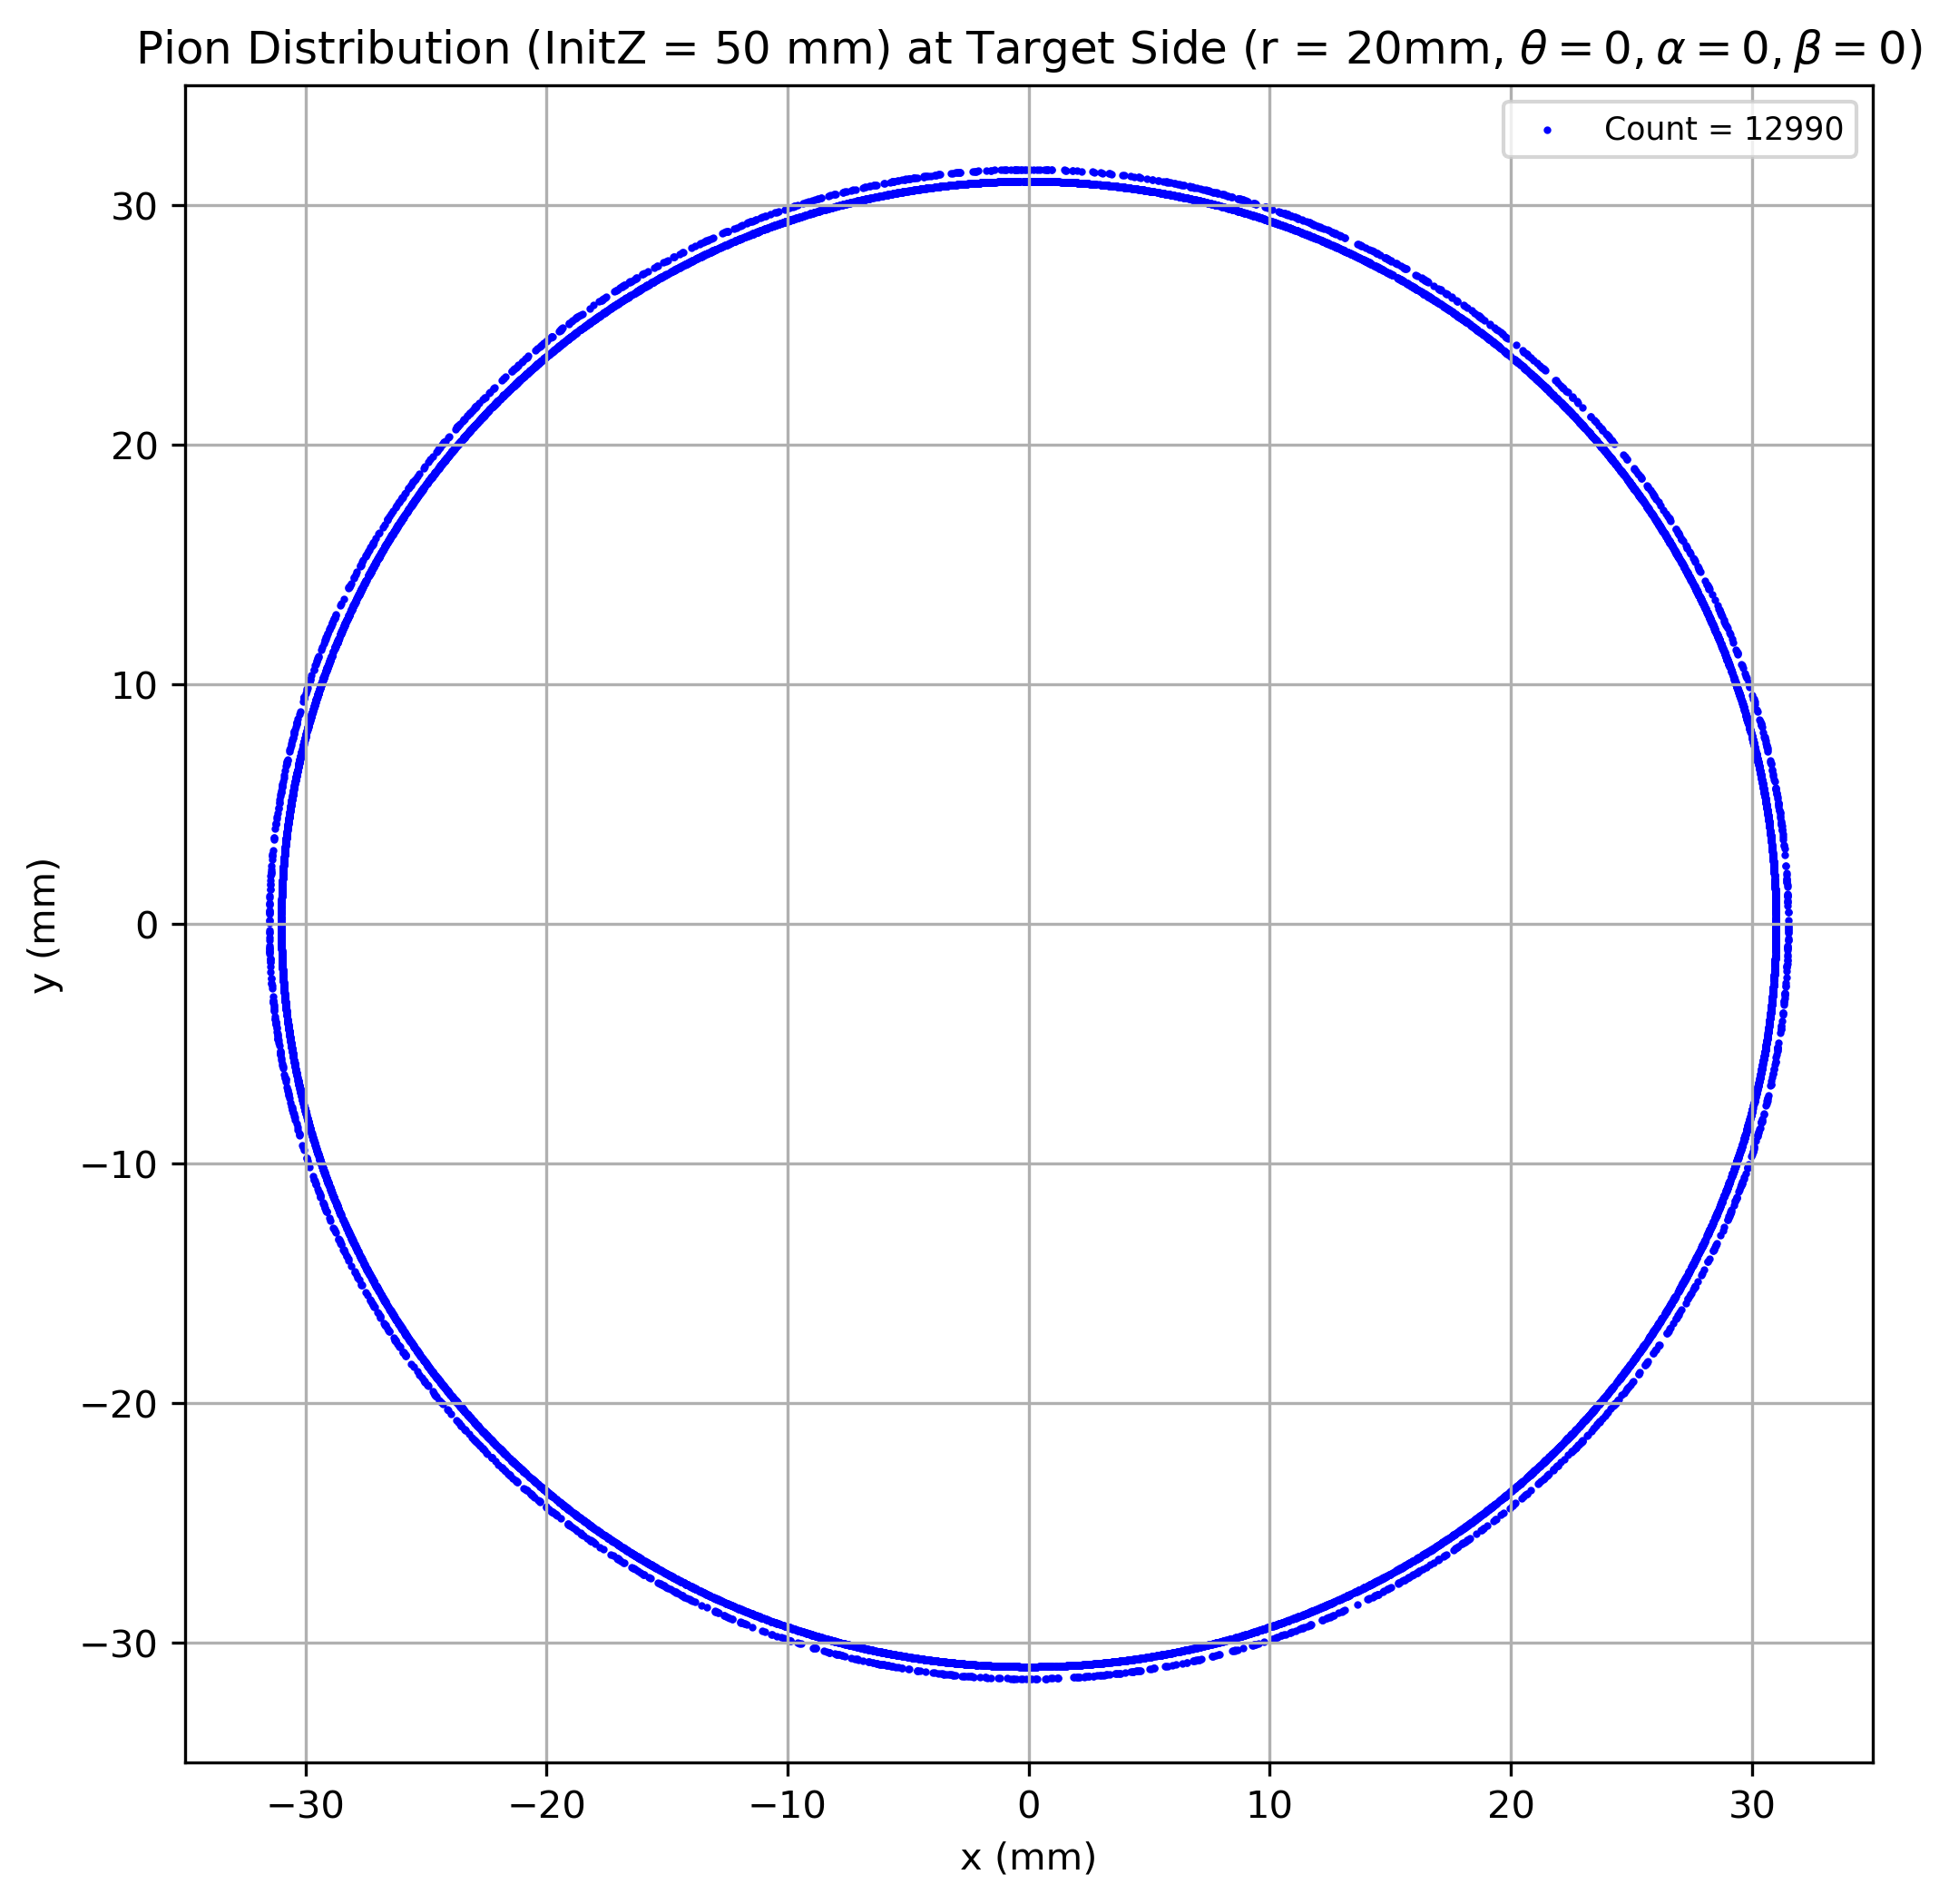 Pion Distribution (InitZ = 50 mm) at Target Side (r = 20mm, θ = 0, α = 0, β = 0)
Count = 12990
30
20
10
0
−10
−20
−30
y (mm)
−30 −20 −10 0 10 20 30
x (mm)